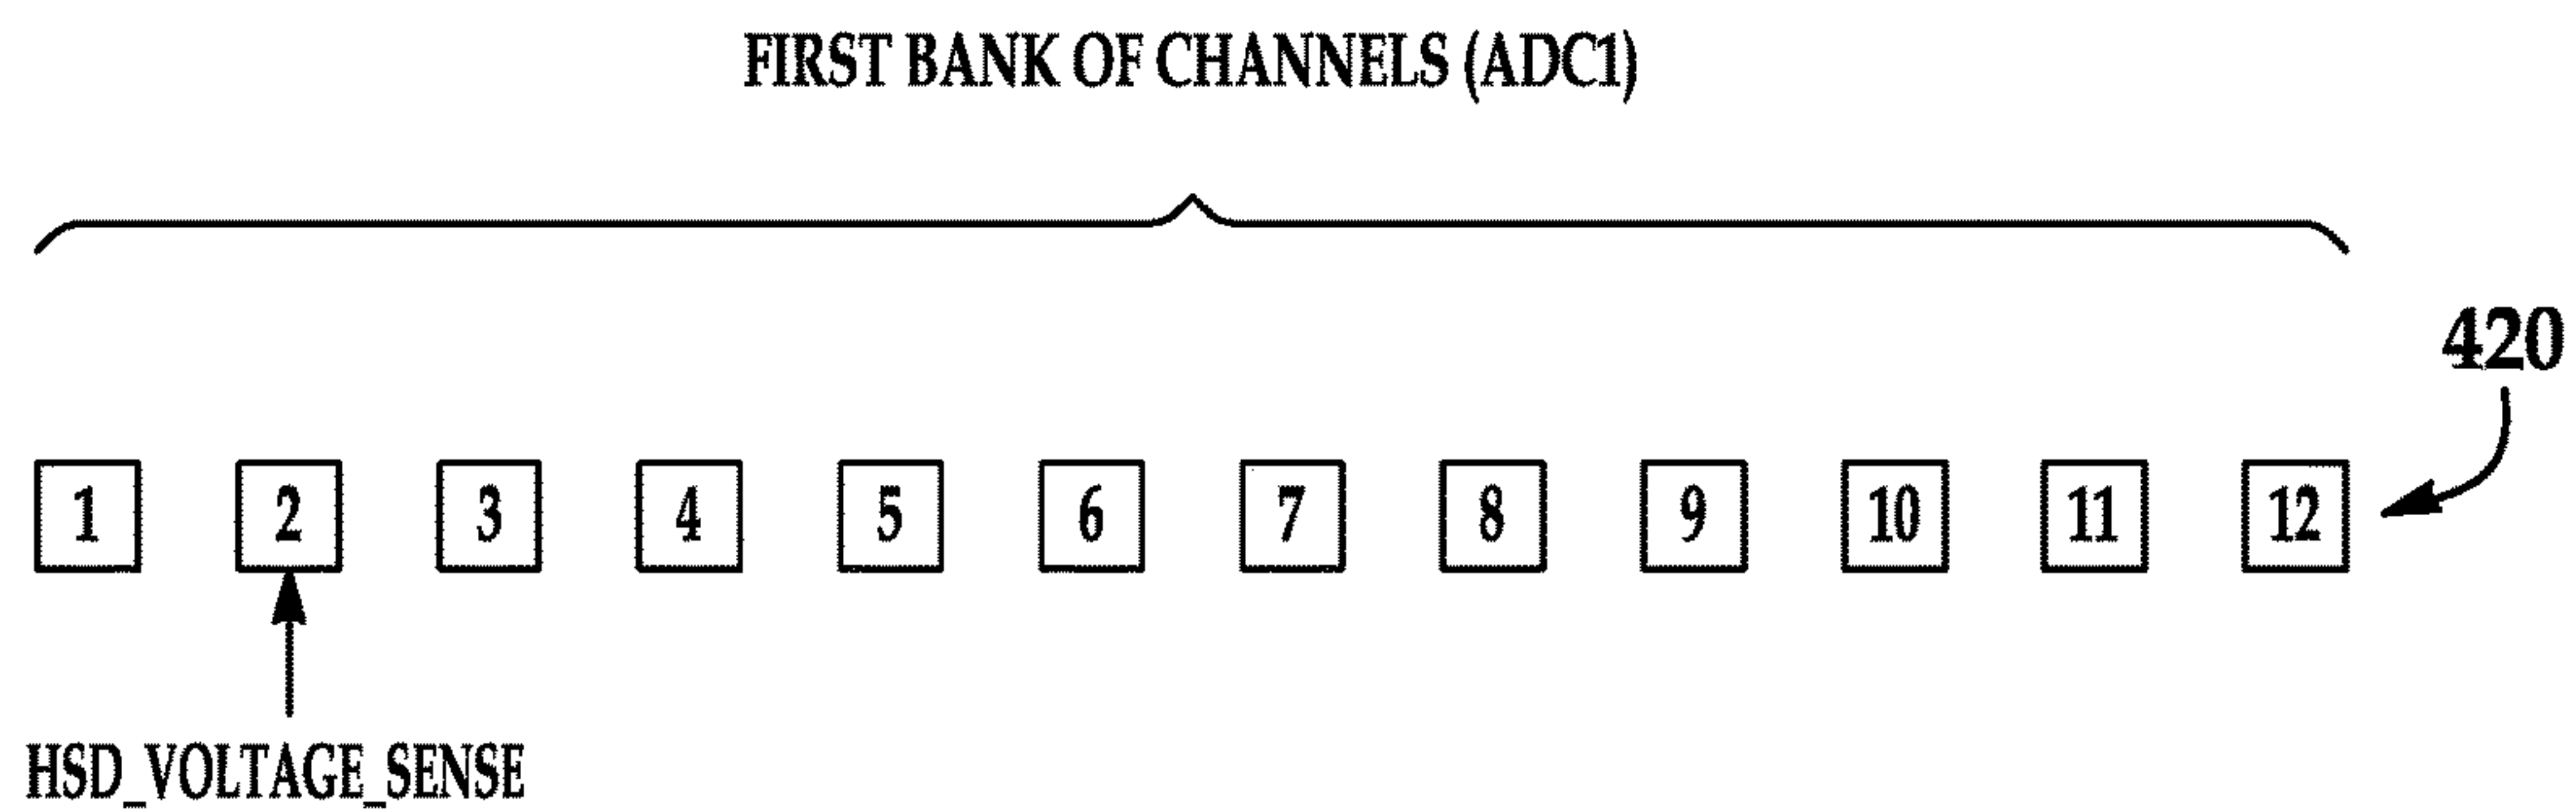 FIRST BANK OF CHANNELS (ADC1)
420
1 2 3 4 5 6 7 8 9 10 11 12
HSD_VOLTAGE_SENSE